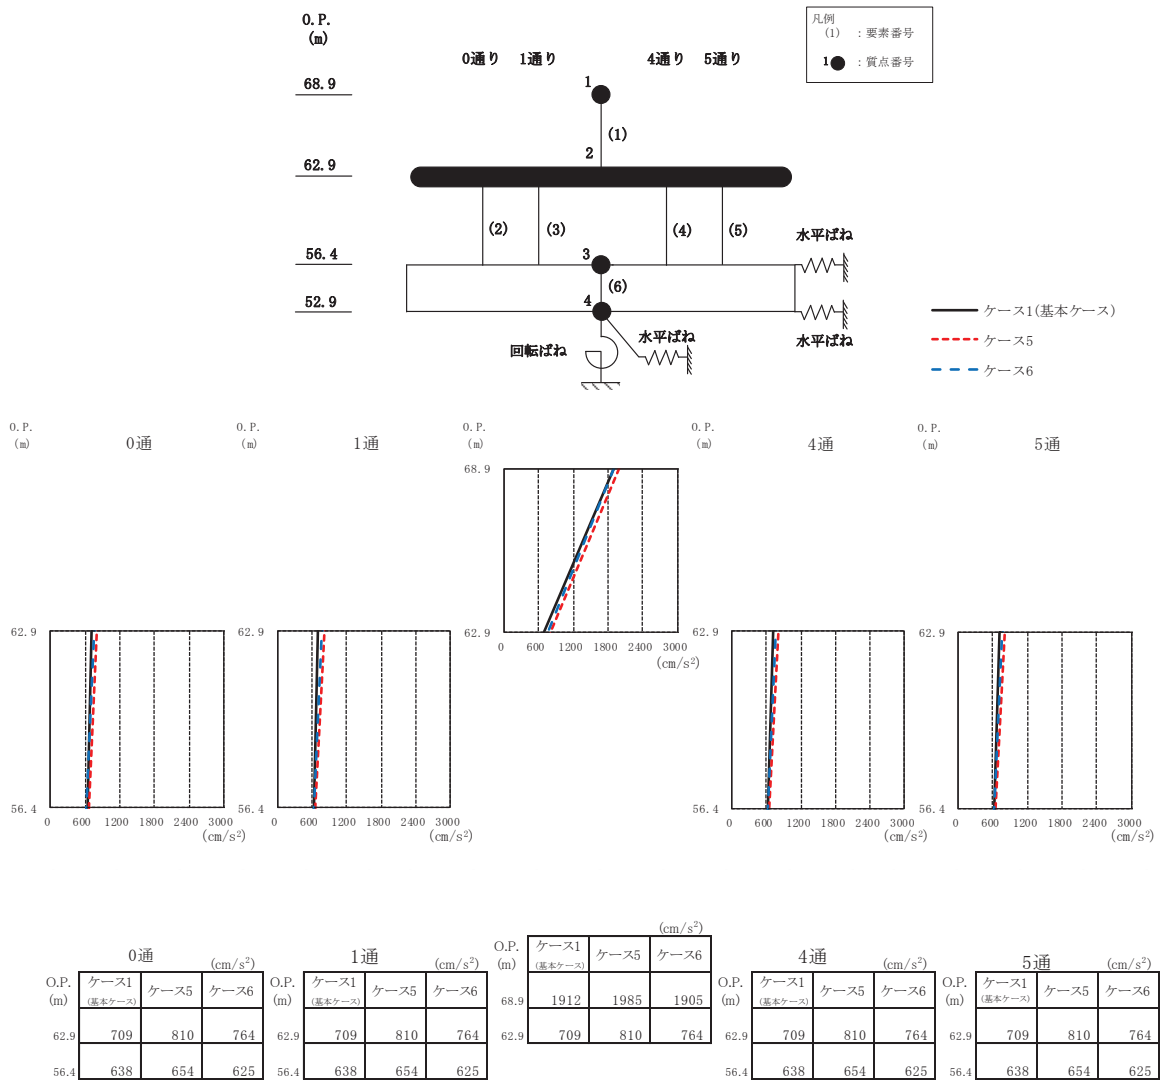 O.P.
(m)
凡例
(1) ：要素番号
1 ：質点番号
0通り 1通り 4通り 5通り
68.9
1
(1)
2
62.9
(2) (3) (4) (5)
水平ばね
56.4
3
(6)
52.9
4
水平ばね
水平ばね
回転ばね
ケース1(基本ケース)
ケース5
ケース6
O.P.
(m)
0通
62.9
56.4
0 600 1200 1800 2400 3000
(cm/s²)
O.P.
(m)
1通
62.9
56.4
0 600 1200 1800 2400 3000
(cm/s²)
O.P.
(m)
68.9
62.9
0 600 1200 1800 2400 3000
(cm/s²)
O.P.
(m)
4通
62.9
56.4
0 600 1200 1800 2400 3000
(cm/s²)
O.P.
(m)
5通
62.9
56.4
0 600 1200 1800 2400 3000
(cm/s²)
0通 (cm/s²)
O.P.
(m)
ケース1
(基本ケース)
ケース5 ケース6
62.9 709 810 764
56.4 638 654 625
1通 (cm/s²)
O.P.
(m)
ケース1
(基本ケース)
ケース5 ケース6
62.9 709 810 764
56.4 638 654 625
(cm/s²)
O.P.
(m)
ケース1
(基本ケース)
ケース5 ケース6
68.9 1912 1985 1905
62.9 709 810 764
4通 (cm/s²)
O.P.
(m)
ケース1
(基本ケース)
ケース5 ケース6
62.9 709 810 764
56.4 638 654 625
5通 (cm/s²)
O.P.
(m)
ケース1
(基本ケース)
ケース5 ケース6
62.9 709 810 764
56.4 638 654 625